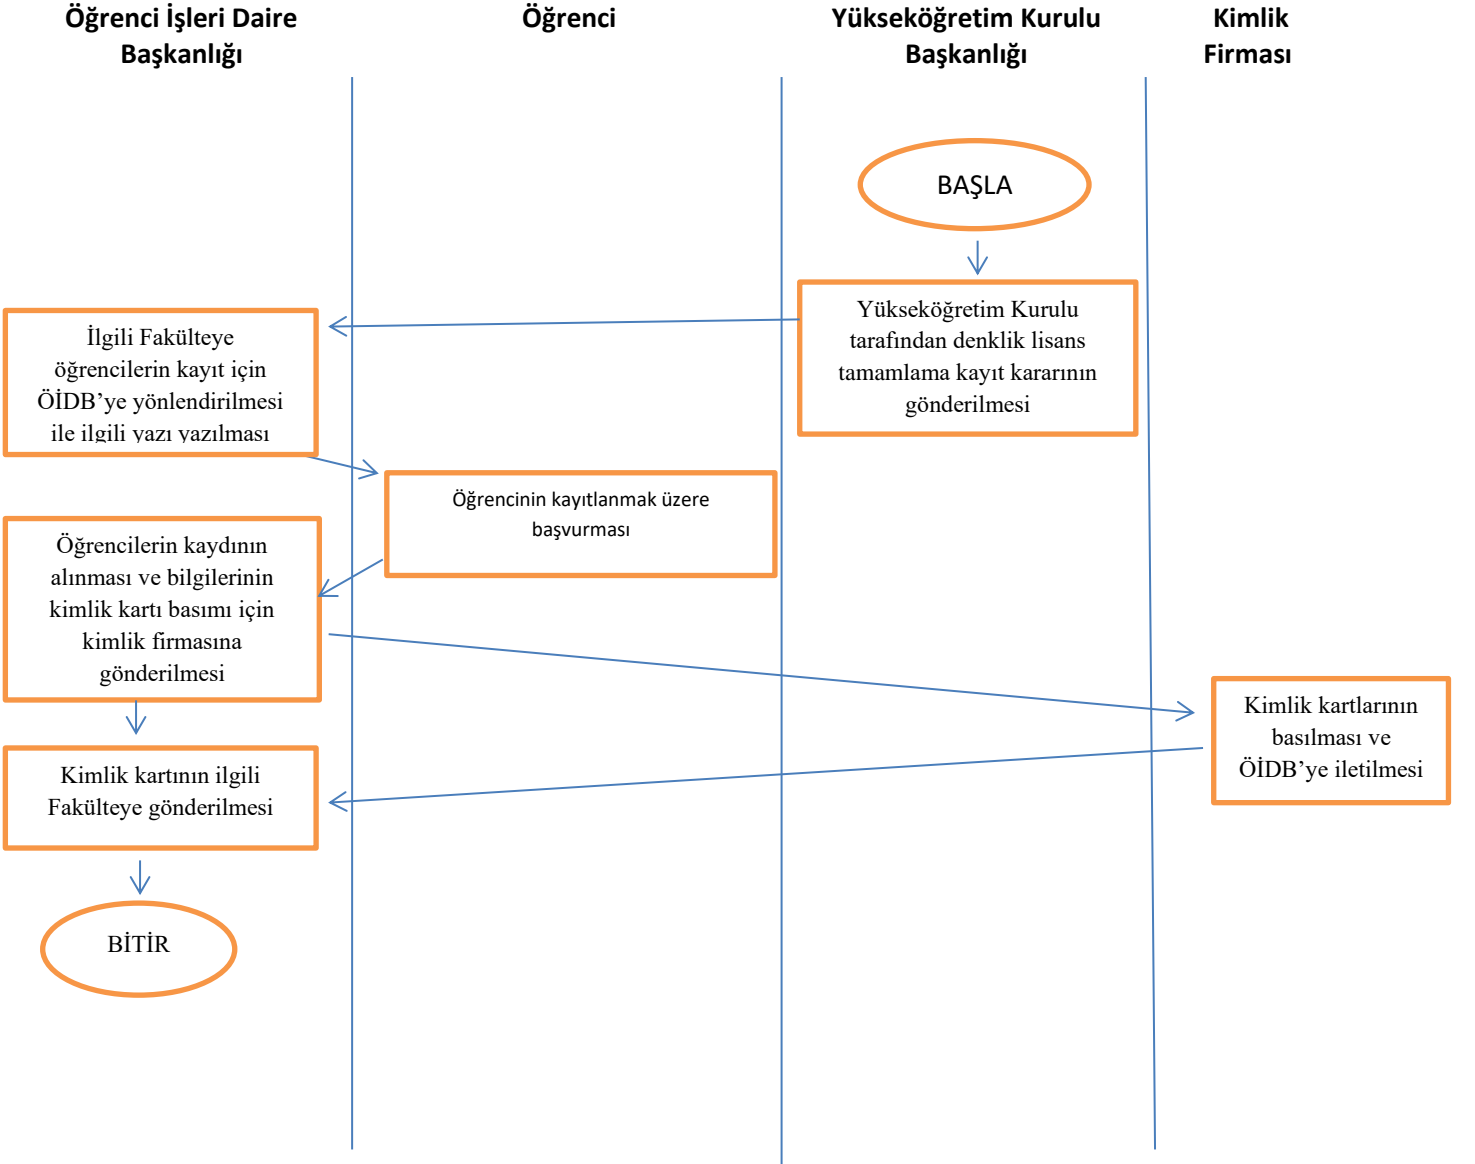 Öğrenci İşleri Daire
Başkanlığı
Öğrenci
Yükseköğretim Kurulu
Başkanlığı
Kimlik
Firması
BAŞLA
Yükseköğretim Kurulu
tarafından denklik lisans
tamamlama kayıt kararının
gönderilmesi
İlgili Fakülteye
öğrencilerin kayıt için
ÖİDB’ye yönlendirilmesi
ile ilgili yazı yazılması
Öğrencinin kayıtlanmak üzere
başvurması
Öğrencilerin kaydının
alınması ve bilgilerinin
kimlik kartı basımı için
kimlik firmasına
gönderilmesi
Kimlik kartlarının
basılması ve
ÖİDB’ye iletilmesi
Kimlik kartının ilgili
Fakülteye gönderilmesi
BİTİR